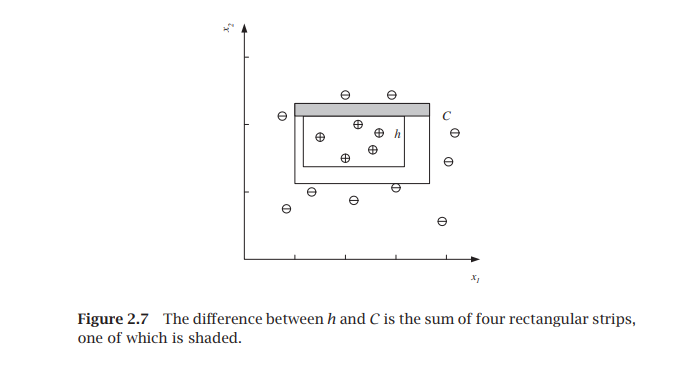 x2
C
h
x1
Figure 2.7 The difference between h and C is the sum of four rectangular strips,
one of which is shaded.